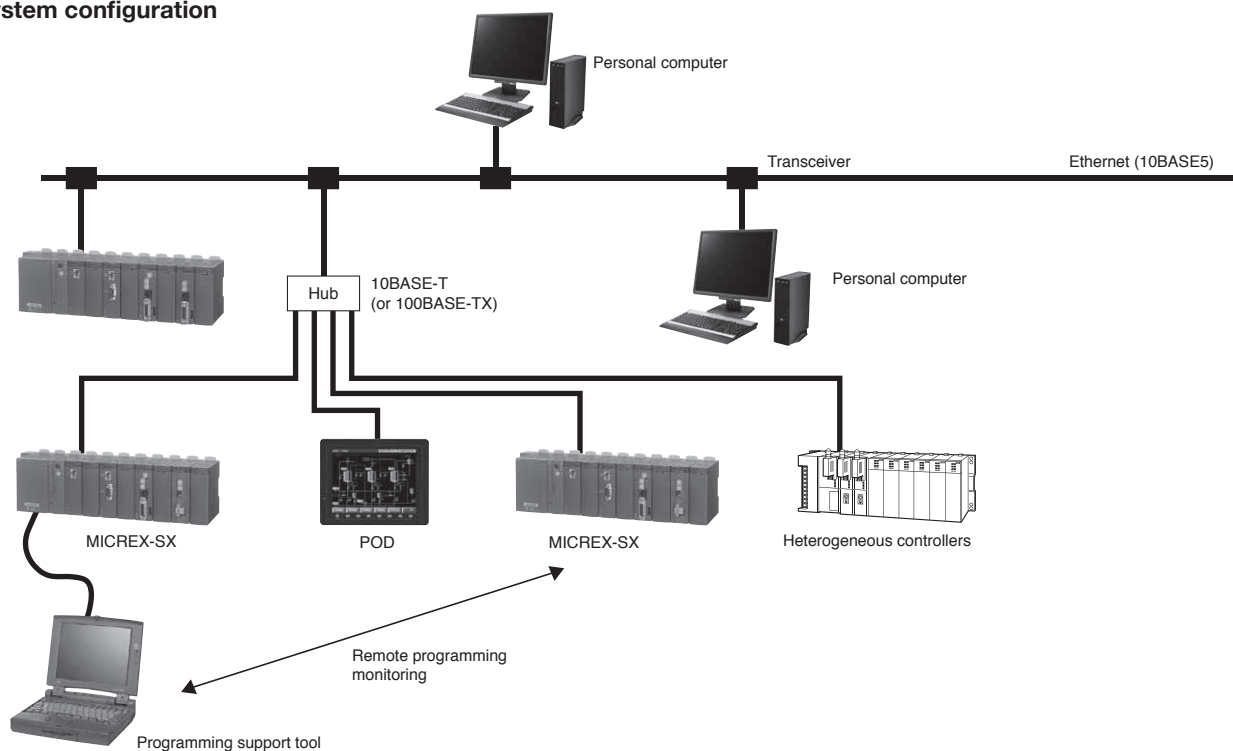 ystem configuration
Personal computer
Transceiver
Ethernet (10BASE5)
Hub
10BASE-T
(or 100BASE-TX)
Personal computer
MICREX-SX
POD
MICREX-SX
Heterogeneous controllers
Remote programming
monitoring
Programming support tool